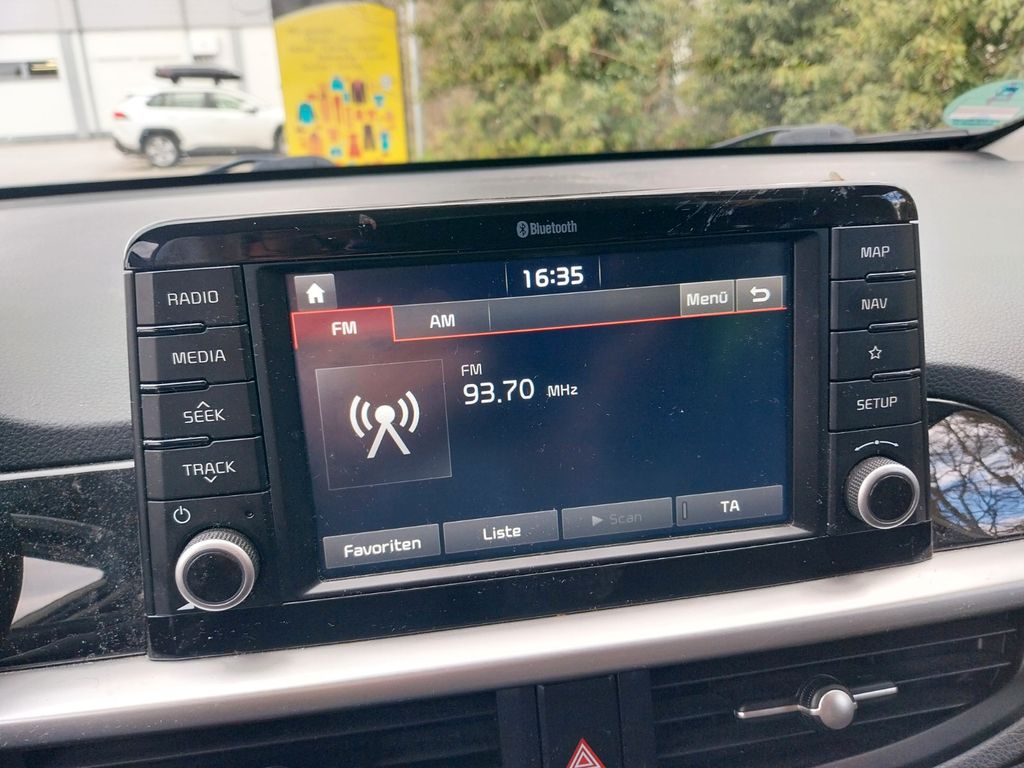 Bluetooth
16:35
RADIO
MEDIA
SEEK
TRACK
FM
AM
Menü
FM
93.70 MHz
Favoriten
Liste
Scan
TA
MAP
NAV
SETUP